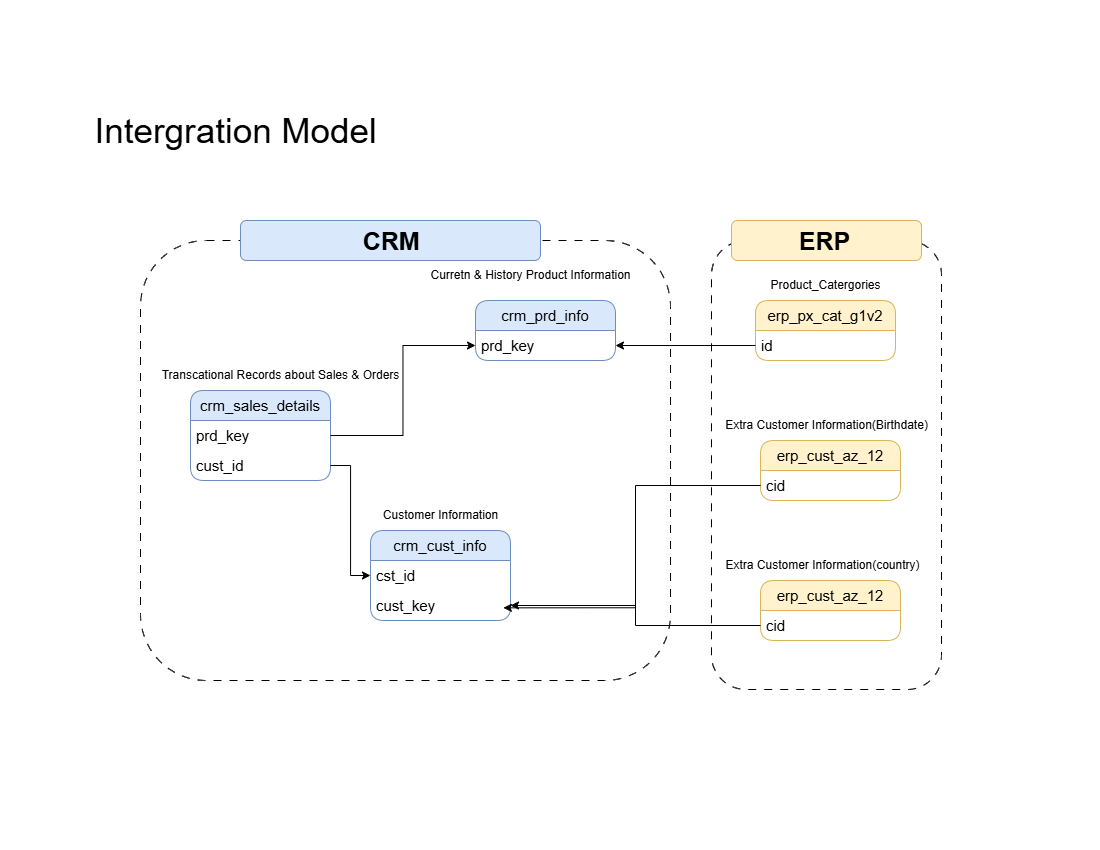 Intergration Model
CRM
ERP
Curretn & History Product Information
Product_Catergories
crm_prd_info
prd_key
erp_px_cat_g1v2
id
Transcational Records about Sales & Orders
crm_sales_details
prd_key
cust_id
Extra Customer Information(Birthdate)
erp_cust_az_12
cid
Customer Information
crm_cust_info
cst_id
cust_key
Extra Customer Information(country)
erp_cust_az_12
cid